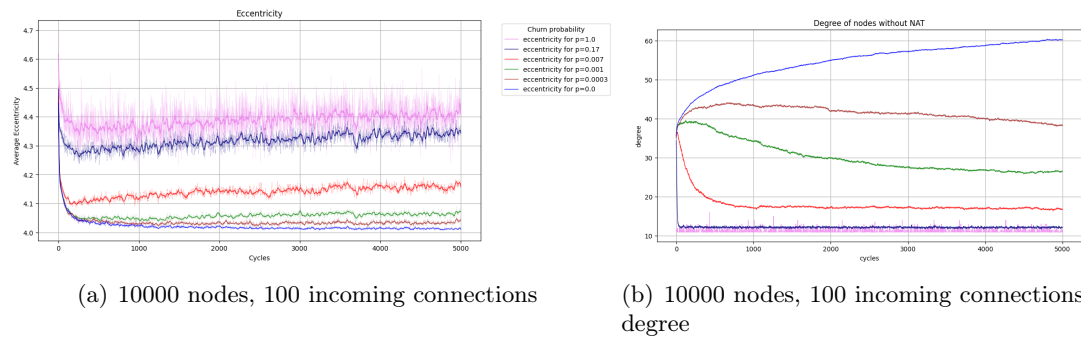 Eccentricity
4.7
4.6
4.5
4.4
4.3
4.2
4.1
4.0
Average Eccentricity
0
1000
2000
3000
4000
5000
Cycles
Churn probability
eccentricity for p=1.0
eccentricity for p=0.17
eccentricity for p=0.007
eccentricity for p=0.001
eccentricity for p=0.0003
eccentricity for p=0.0
Degree of nodes without NAT
60
50
40
30
20
10
degree
0
1000
2000
3000
4000
5000
cycles
(a) 10000 nodes, 100 incoming connections
(b) 10000 nodes, 100 incoming connections
degree